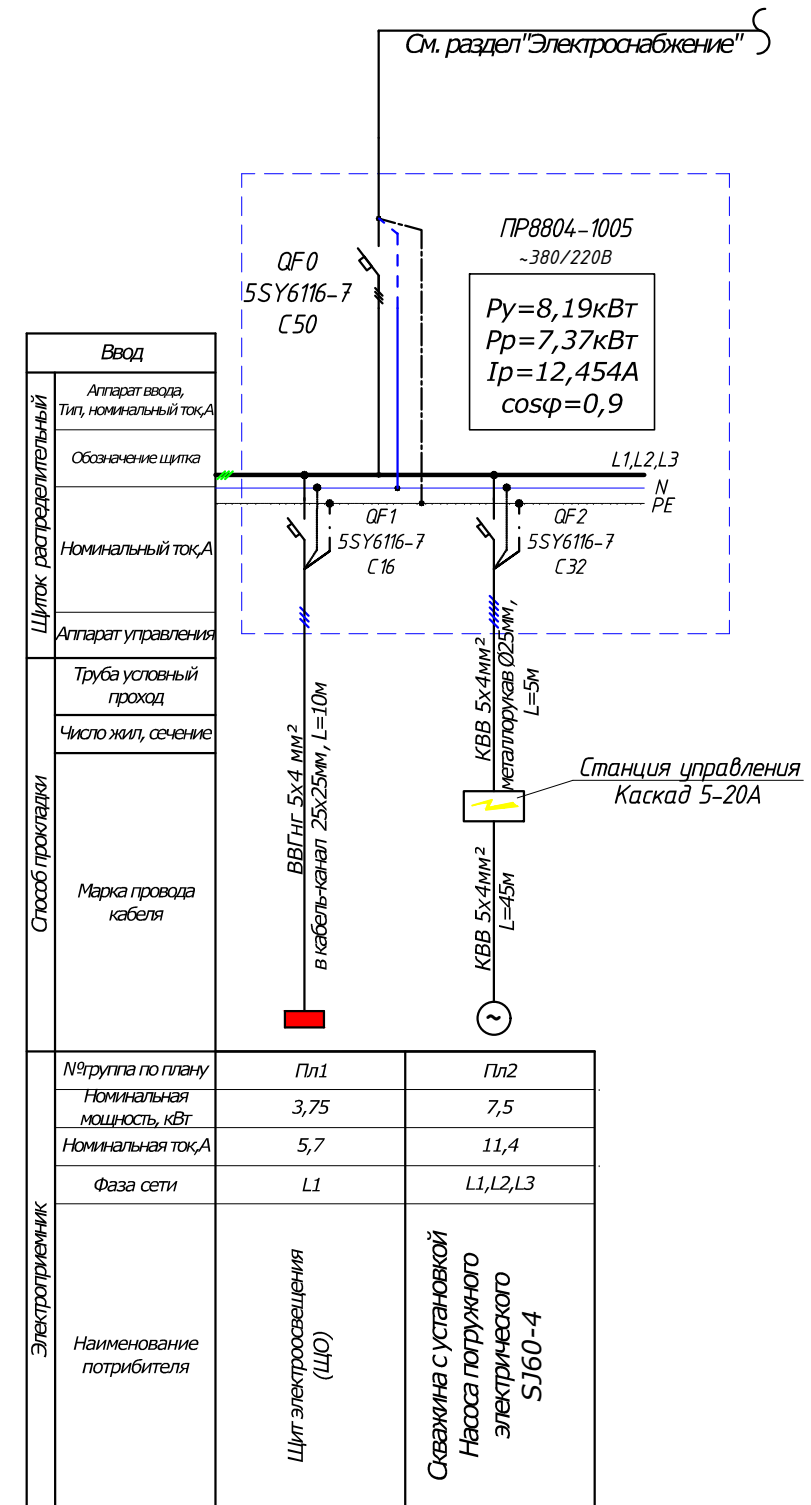 См. раздел"Электроснабжение"
ПР8804-1005
~380/220В
QF0
5SY6116-7
C50
Ру=8,19кВт
Рр=7,37кВт
Iр=12,454А
cosφ=0,9
Ввод
Щиток распределительный
Аппарат ввода,
Тип, номинальный ток,А
Обозначение щитка
Номинальный ток,А
Аппарат управления
L1,L2,L3
N
PE
QF1
5SY6116-7
C16
QF2
5SY6116-7
C32
Способ прокладки
Труба условный
проход
Число жил, сечение
Марка провода
кабеля
ВВГнг 5х4 мм²
в кабель-канал 25х25мм, L=10м
КВВ 5х4мм²
металлорукав Ø25мм,
L=5м
Станция управления
Каскад 5-20А
КВВ 5х4мм²
L=45м
Электроприемник
№группа по плану
Пл1
Пл2
Номинальная
мощность, кВт
3,75
7,5
Номинальная ток,А
5,7
11,4
Фаза сети
L1
L1,L2,L3
Наименование
потрибителя
Щит электроосвещения
(ЩО)
Скважина с установкой
Насоса погружного
электрического
SJ60-4